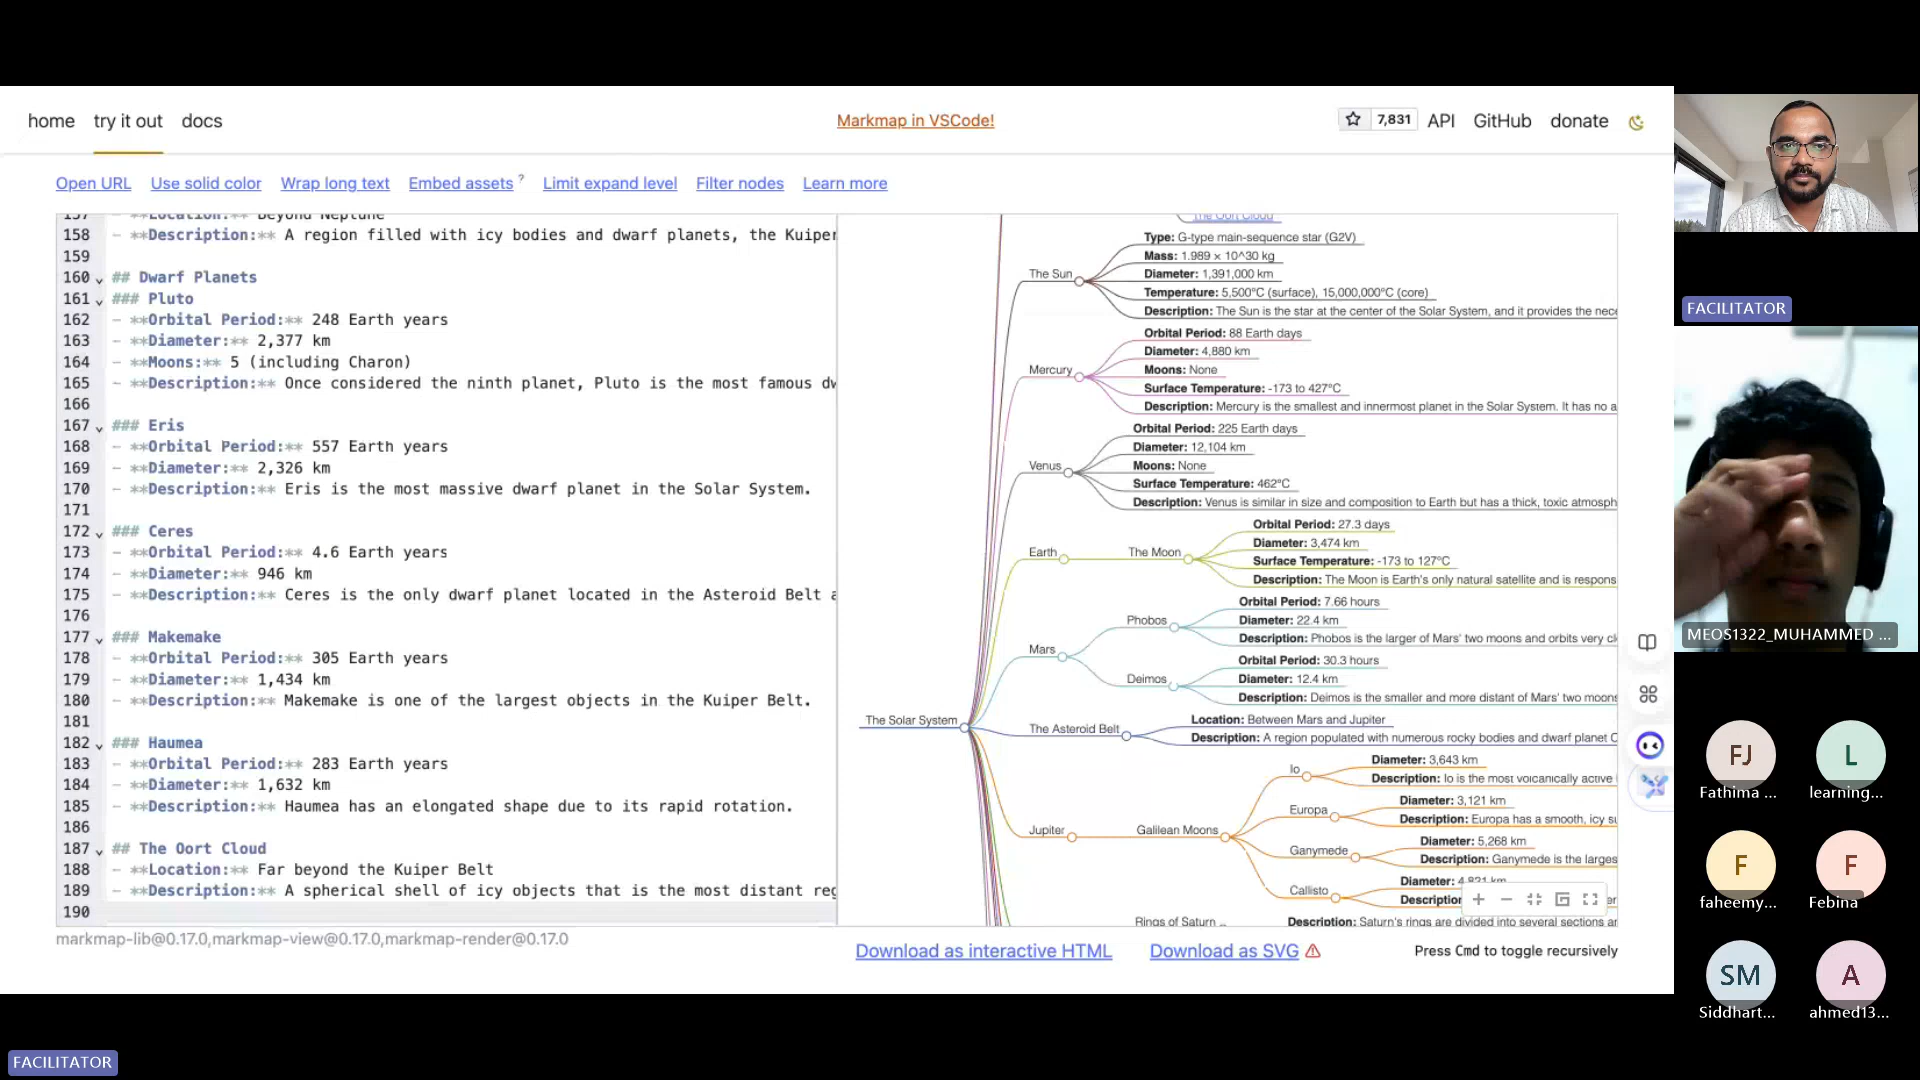 home try it out docs
Markmap in VSCode!
7,831 API GitHub donate
Open URL Use solid color Wrap long text Embed assets ? Limit expand level Filter nodes Learn more
157 - **Location:** Beyond Neptune
158 - **Description:** A region filled with icy bodies and dwarf planets, the Kuiper
159
160 ## Dwarf Planets
161 ### Pluto
162 - **Orbital Period:** 248 Earth years
163 - **Diameter:** 2,377 km
164 - **Moons:** 5 (including Charon)
165 - **Description:** Once considered the ninth planet, Pluto is the most famous dw
166
167 ### Eris
168 - **Orbital Period:** 557 Earth years
169 - **Diameter:** 2,326 km
170 - **Description:** Eris is the most massive dwarf planet in the Solar System.
171
172 ### Ceres
173 - **Orbital Period:** 4.6 Earth years
174 - **Diameter:** 946 km
175 - **Description:** Ceres is the only dwarf planet located in the Asteroid Belt a
176
177 ### Makemake
178 - **Orbital Period:** 305 Earth years
179 - **Diameter:** 1,434 km
180 - **Description:** Makemake is one of the largest objects in the Kuiper Belt.
181
182 ### Haumea
183 - **Orbital Period:** 283 Earth years
184 - **Diameter:** 1,632 km
185 - **Description:** Haumea has an elongated shape due to its rapid rotation.
186
187 ## The Oort Cloud
188 - **Location:** Far beyond the Kuiper Belt
189 - **Description:** A spherical shell of icy objects that is the most distant reg
190
markmap-lib@0.17.0,markmap-view@0.17.0,markmap-render@0.17.0
The Solar System
The Oort Cloud
The Sun
Type: G-type main-sequence star (G2V)
Mass: 1.989 × 10^30 kg
Diameter: 1,391,000 km
Temperature: 5,500°C (surface), 15,000,000°C (core)
Description: The Sun is the star at the center of the Solar System, and it provides the nece
Mercury
Orbital Period: 88 Earth days
Diameter: 4,880 km
Moons: None
Surface Temperature: -173 to 427°C
Description: Mercury is the smallest and innermost planet in the Solar System. It has no a
Venus
Orbital Period: 225 Earth days
Diameter: 12,104 km
Moons: None
Surface Temperature: 462°C
Description: Venus is similar in size and composition to Earth but has a thick, toxic atmosph
Earth
The Moon
Orbital Period: 27.3 days
Diameter: 3,474 km
Surface Temperature: -173 to 127°C
Description: The Moon is Earth's only natural satellite and is respons
Mars
Phobos
Orbital Period: 7.66 hours
Diameter: 22.4 km
Description: Phobos is the larger of Mars' two moons and orbits very cl
Deimos
Orbital Period: 30.3 hours
Diameter: 12.4 km
Description: Deimos is the smaller and more distant of Mars' two moons
The Asteroid Belt
Location: Between Mars and Jupiter
Description: A region populated with numerous rocky bodies and dwarf planet C
Jupiter
Galilean Moons
Io
Diameter: 3,643 km
Description: Io is the most volcanically active
Europa
Diameter: 3,121 km
Description: Europa has a smooth, icy su
Ganymede
Diameter: 5,268 km
Description: Ganymede is the larges
Callisto
Diameter: 4,821 km
Description
er
Rings of Saturn
Description: Saturn's rings are divided into several sections ar
Download as interactive HTML Download as SVG
Press Cmd to toggle recursively
FACILITATOR
MEOS1322_MUHAMMED ...
FJ
Fathima ...
L
learning...
F
faheemy...
F
Febina
SM
Siddhart...
A
ahmed13...
FACILITATOR